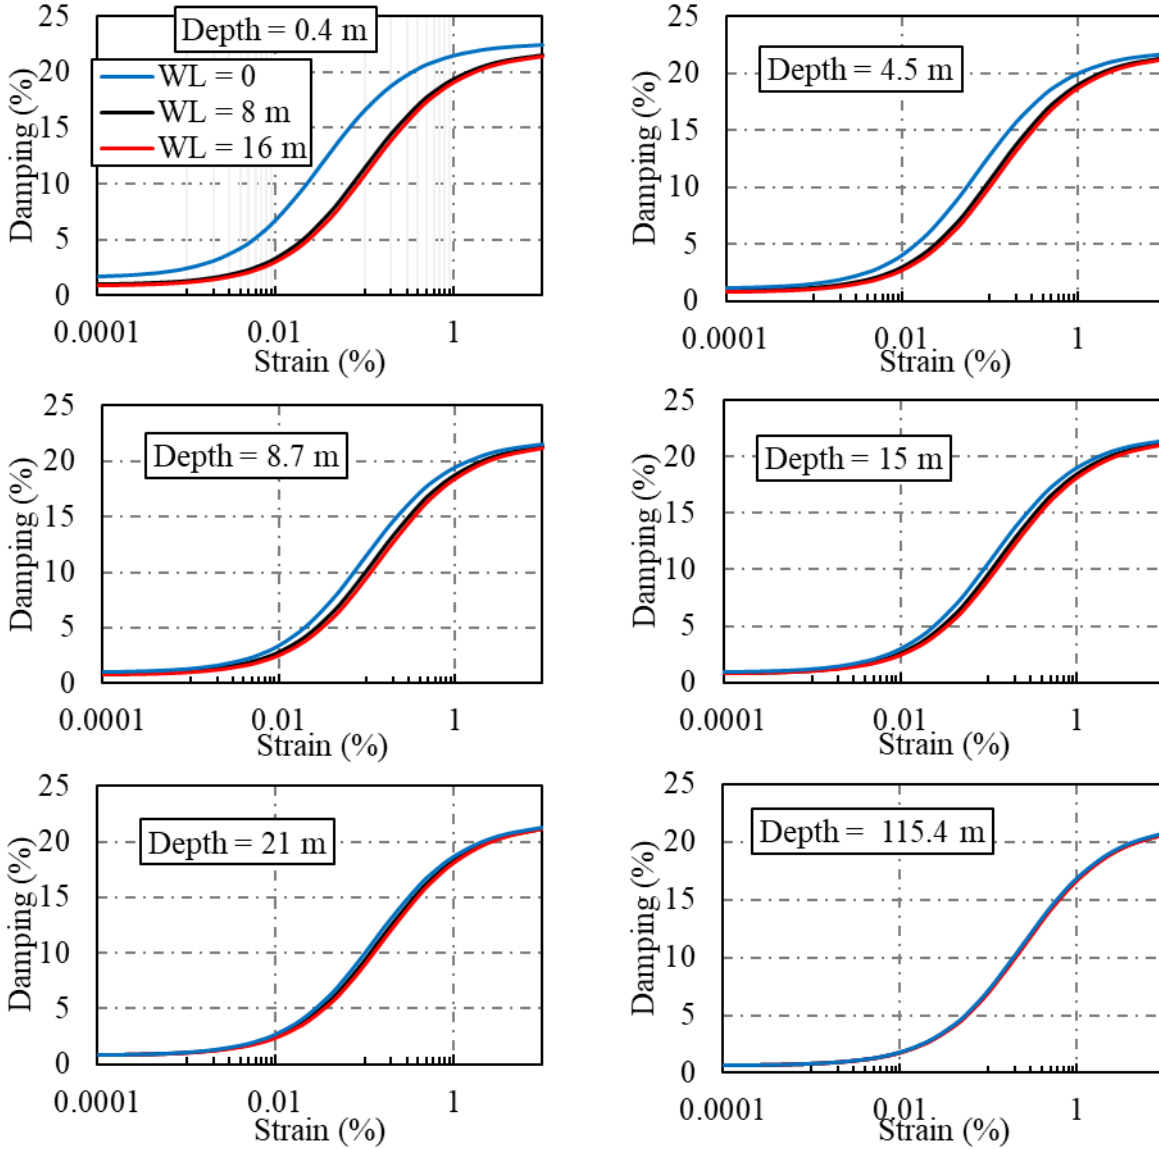 25
20
15
10
5
0
Damping (%)
Depth = 0.4 m
WL = 0
WL = 8 m
WL = 16 m
0.0001
0.01
1
Strain (%)
25
20
15
10
5
0
Damping (%)
Depth = 4.5 m
0.0001
0.01
1
Strain (%)
25
20
15
10
5
0
Damping (%)
Depth = 8.7 m
0.0001
0.01
1
Strain (%)
25
20
15
10
5
0
Damping (%)
Depth = 15 m
0.0001
0.01
1
Strain (%)
25
20
15
10
5
0
Damping (%)
Depth = 21 m
0.0001
0.01
1
Strain (%)
25
20
15
10
5
0
Damping (%)
Depth = 115.4 m
0.0001
0.01
1
Strain (%)